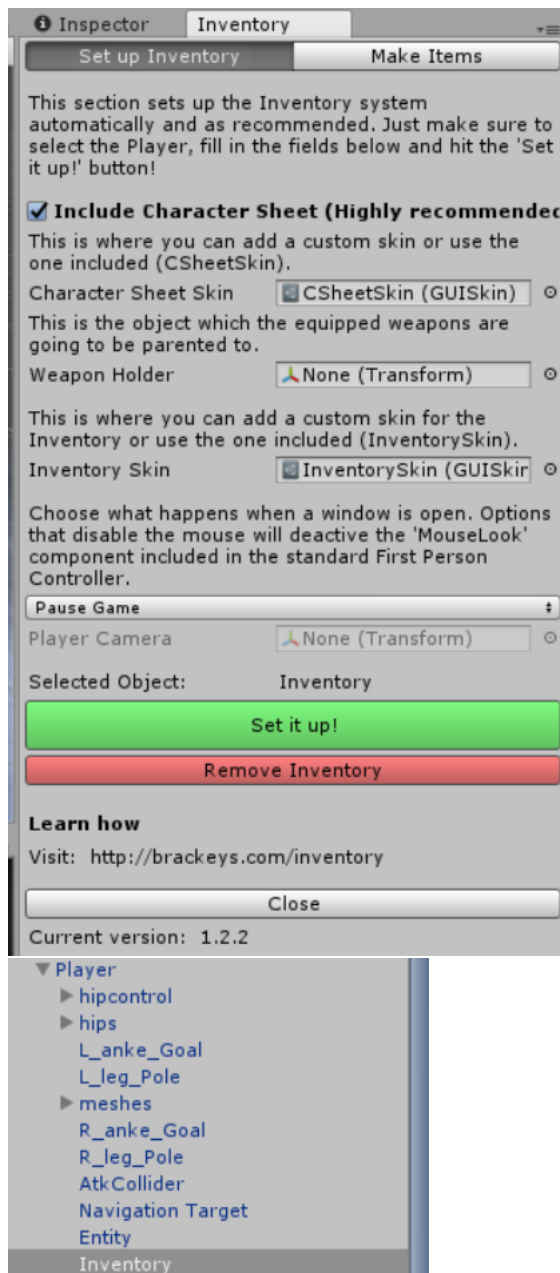 Inspector
Inventory
Set up Inventory
Make Items
This section sets up the Inventory system
automatically and as recommended. Just make sure to
select the Player, fill in the fields below and hit the 'Set
it up!' button!
Include Character Sheet (Highly recommended
This is where you can add a custom skin or use the
one included (CSheetSkin).
Character Sheet Skin
CSheetSkin (GUISkin)
This is the object which the equipped weapons are
going to be parented to.
Weapon Holder
None (Transform)
This is where you can add a custom skin for the
Inventory or use the one included (InventorySkin).
Inventory Skin
InventorySkin (GUISkin
Choose what happens when a window is open. Options
that disable the mouse will deactive the 'MouseLook'
component included in the standard First Person
Controller.
Pause Game
Player Camera
None (Transform)
Selected Object:
Inventory
Set it up!
Remove Inventory
Learn how
Visit: http://brackeys.com/inventory
Close
Current version: 1.2.2
Player
hipcontrol
hips
L_anke_Goal
L_leg_Pole
meshes
R_anke_Goal
R_leg_Pole
AtkCollider
Navigation Target
Entity
Inventory